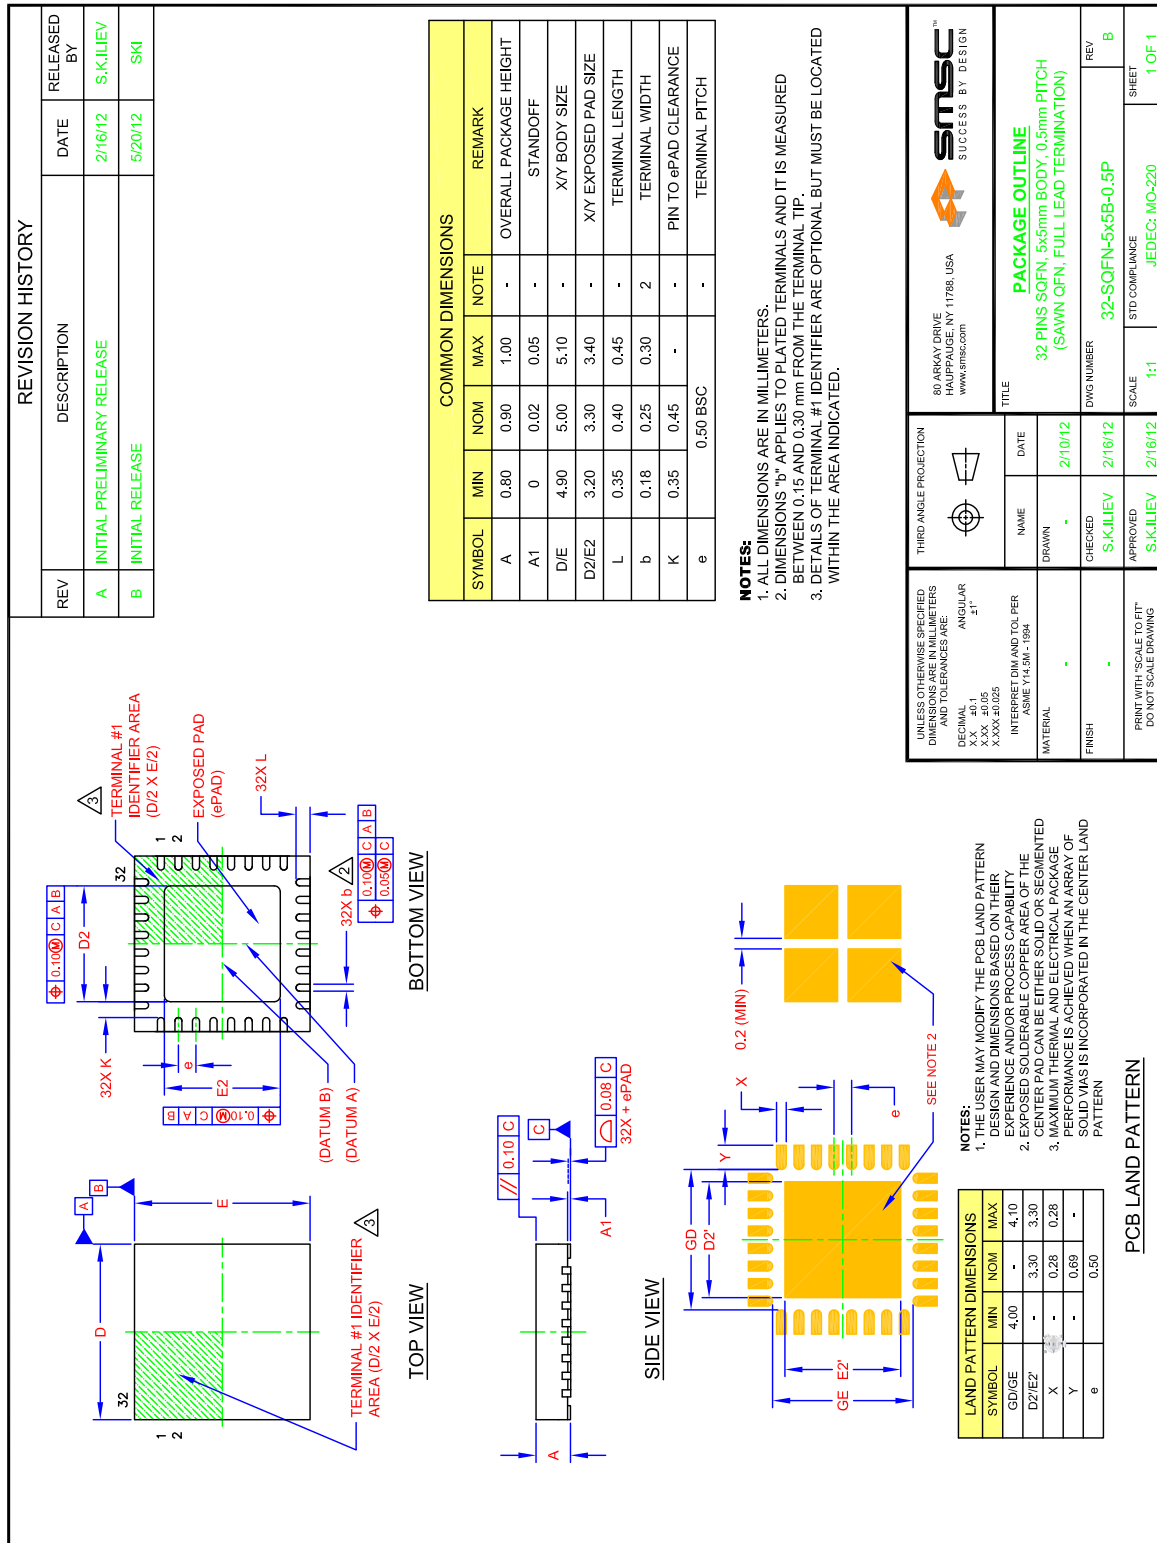 REVISION HISTORY
REV DESCRIPTION DATE RELEASED BY
A INITIAL PRELIMINARY RELEASE 2/16/12 S.K.ILIEV
B INITIAL RELEASE 5/20/12 SKI
D
E
A
B
32
1
2
TERMINAL #1 IDENTIFIER
AREA (D/2 X E/2)
3
TOP VIEW
0.10 M C A B
D2
32X K
e
E2
0.10 M C A B
32
1
2
3
TERMINAL #1
IDENTIFIER AREA
(D/2 X E/2)
EXPOSED PAD
(ePAD)
32X L
32X b
2
0.10 M C A B
0.05 M C
(DATUM B)
(DATUM A)
BOTTOM VIEW
COMMON DIMENSIONS
SYMBOL MIN NOM MAX NOTE REMARK
A 0.80 0.90 1.00 - OVERALL PACKAGE HEIGHT
A1 0 0.02 0.05 - STANDOFF
D/E 4.90 5.00 5.10 - X/Y BODY SIZE
D2/E2 3.20 3.30 3.40 - X/Y EXPOSED PAD SIZE
L 0.35 0.40 0.45 - TERMINAL LENGTH
b 0.18 0.25 0.30 2 TERMINAL WIDTH
K 0.35 0.45 - - PIN TO ePAD CLEARANCE
e 0.50 BSC - TERMINAL PITCH
NOTES:
1. ALL DIMENSIONS ARE IN MILLIMETERS.
2. DIMENSIONS "b" APPLIES TO PLATED TERMINALS AND IT IS MEASURED
BETWEEN 0.15 AND 0.30 mm FROM THE TERMINAL TIP.
3. DETAILS OF TERMINAL #1 IDENTIFIER ARE OPTIONAL BUT MUST BE LOCATED
WITHIN THE AREA INDICATED.
A
// 0.10 C
C
0.08 C
32X + ePAD
A1
SIDE VIEW
GD
D2'
Y
X
0.2 (MIN)
e
GE
E2'
SEE NOTE 2
LAND PATTERN DIMENSIONS
SYMBOL MIN NOM MAX
GD/GE 4.00 - 4.10
D2'/E2' - 3.30 3.30
X - 0.28 0.28
Y - 0.69 -
e 0.50
NOTES:
1. THE USER MAY MODIFY THE PCB LAND PATTERN
DESIGN AND DIMENSIONS BASED ON THEIR
EXPERIENCE AND/OR PROCESS CAPABILITY
2. EXPOSED SOLDERABLE COPPER AREA OF THE
CENTER PAD CAN BE EITHER SOLID OR SEGMENTED
3. MAXIMUM THERMAL AND ELECTRICAL PACKAGE
PERFORMANCE IS ACHIEVED WHEN AN ARRAY OF
SOLID VIAS IS INCORPORATED IN THE CENTER LAND
PATTERN
PCB LAND PATTERN
UNLESS OTHERWISE SPECIFIED
DIMENSIONS ARE IN MILLIMETERS
AND TOLERANCES ARE:
DECIMAL ANGULAR
X.X ±0.1 ±1°
X.XX ±0.05
X.XXX ±0.025
INTERPRET DIM AND TOL PER
ASME Y14.5M - 1994
MATERIAL
-
FINISH
-
PRINT WITH "SCALE TO FIT"
DO NOT SCALE DRAWING
THIRD ANGLE PROJECTION
NAME DATE
DRAWN
- 2/10/12
CHECKED
S.K.ILIEV 2/16/12
APPROVED
S.K.ILIEV 2/16/12
80 ARKAY DRIVE
HAUPPAUGE, NY 11788, USA
www.smsc.com
smsc™
SUCCESS BY DESIGN
TITLE
PACKAGE OUTLINE
32 PINS SQFN, 5x5mm BODY, 0.5mm PITCH
(SAWN QFN, FULL LEAD TERMINATION)
DWG NUMBER
32-SQFN-5x5B-0.5P
REV
B
SCALE
1:1
STD COMPLIANCE
JEDEC: MO-220
SHEET
1 OF 1